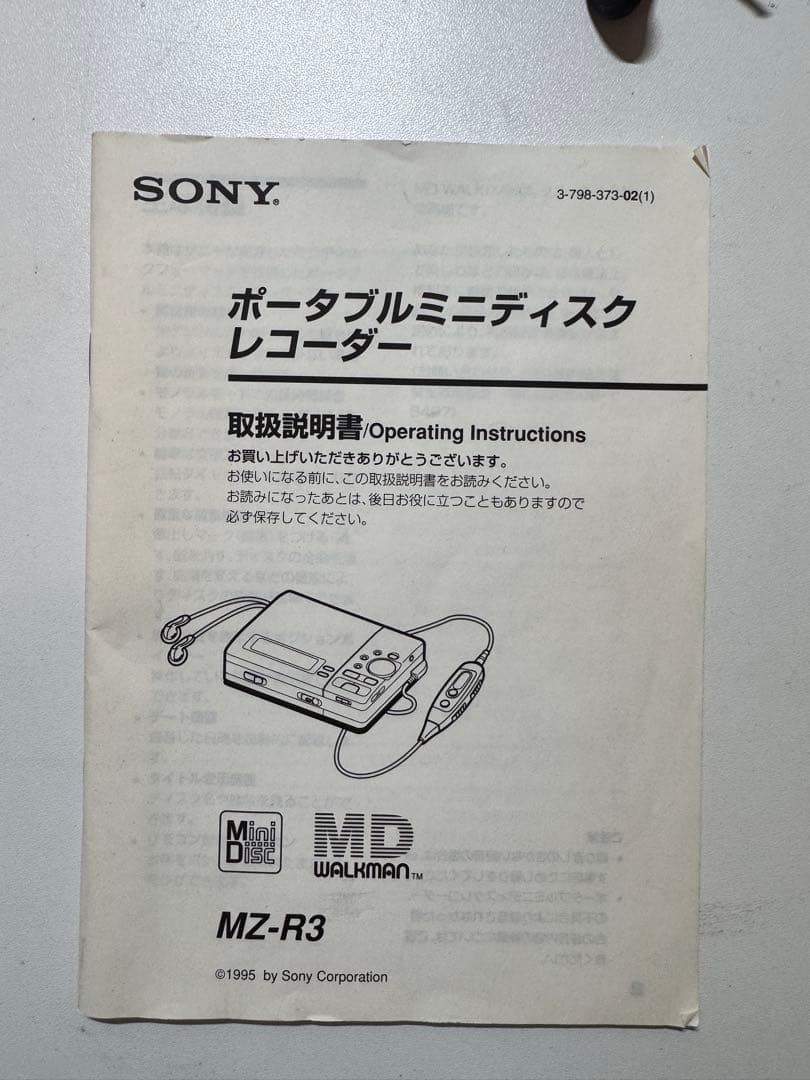 SONY®
3-798-373-02(1)
ポータブルミニディスク
レコーダー
取扱説明書/Operating Instructions
お買い上げいただきありがとうございます。
お使いになる前に、この取扱説明書をお読みください。
お読みになったあとは、後日お役に立つこともありますので
必ず保存してください。
Mini
Disc
MD
WALKMAN™
MZ-R3
©1995 by Sony Corporation